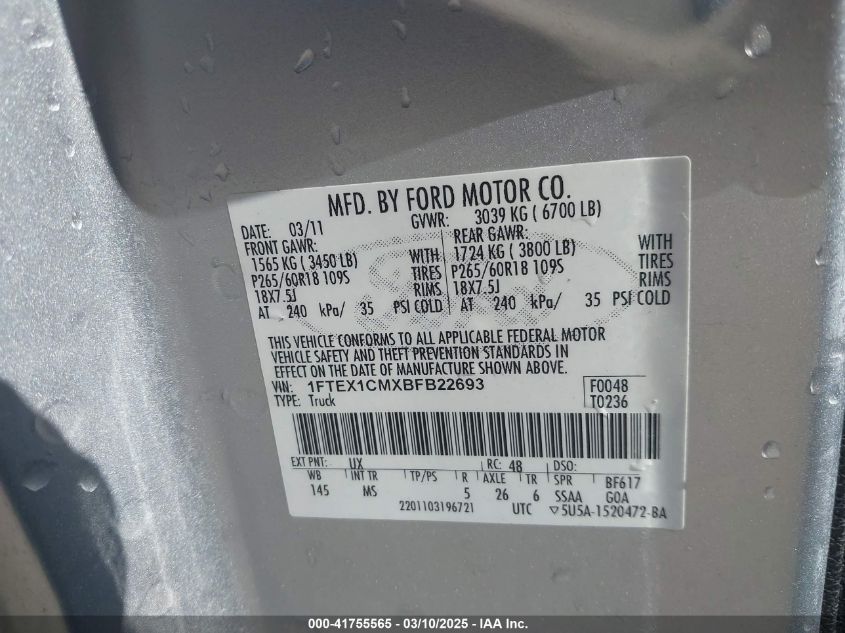 MFD. BY FORD MOTOR CO.
DATE: 03/11 GVWR: 3039 KG ( 6700 LB)
FRONT GAWR: REAR GAWR:
1565 KG ( 3450 LB) WITH 1724 KG ( 3800 LB) WITH
P265/60R18 109S TIRES P265/60R18 109S TIRES
18X7.5J RIMS 18X7.5J RIMS
AT 240 kPa/ 35 PSI COLD AT 240 kPa/ 35 PSI COLD
THIS VEHICLE CONFORMS TO ALL APPLICABLE FEDERAL MOTOR
VEHICLE SAFETY AND THEFT PREVENTION STANDARDS IN
EFFECT ON THE DATE OF MANUFACTURE SHOWN ABOVE.
VIN: 1FTEX1CMXBFB22693 F0048
TYPE: Truck T0236
EXT PNT: UX RC: 48 DSO:
WB INT TR TP/PS R AXLE TR SPR BF617
145 MS 5 26 6 SSAA GOA
2201103196721 UTC ▽5U5A-1520472-BA
000-41755565 - 03/10/2025 - IAA Inc.